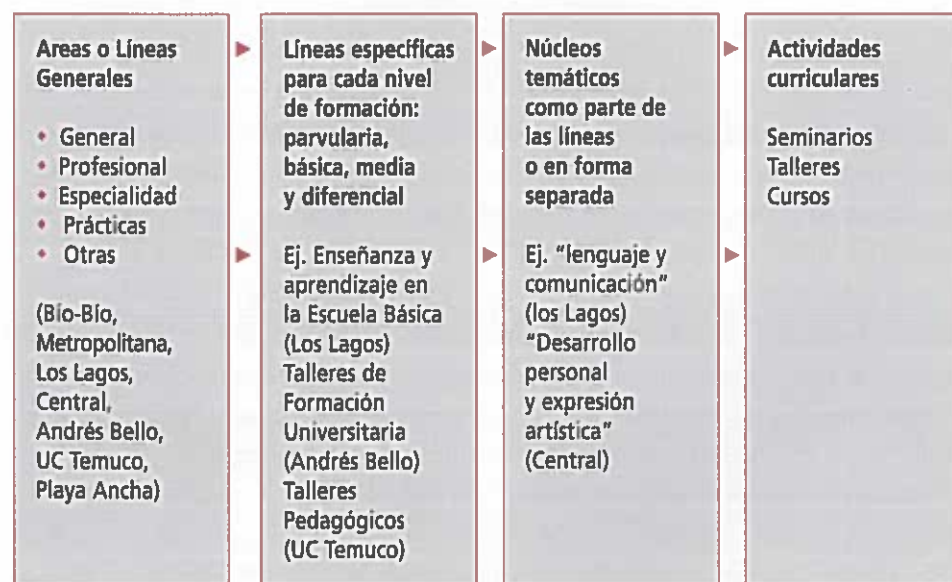 Areas o Líneas
Generales
• General
• Profesional
• Especialidad
• Prácticas
• Otras
(Bío-Bío,
Metropolitana,
Los Lagos,
Central,
Andrés Bello,
UC Temuco,
Playa Ancha)
Líneas específicas
para cada nivel
de formación:
parvularia,
básica, media
y diferencial
Ej. Enseñanza y
aprendizaje en
la Escuela Básica
(Los Lagos)
Talleres de
Formación
Universitaria
(Andrés Bello)
Talleres
Pedagógicos
(UC Temuco)
Núcleos
temáticos
como parte de
las líneas
o en forma
separada
Ej. "lenguaje y
comunicación"
(los Lagos)
"Desarrollo
personal
y expresión
artística"
(Central)
Actividades
curriculares
Seminarios
Talleres
Cursos